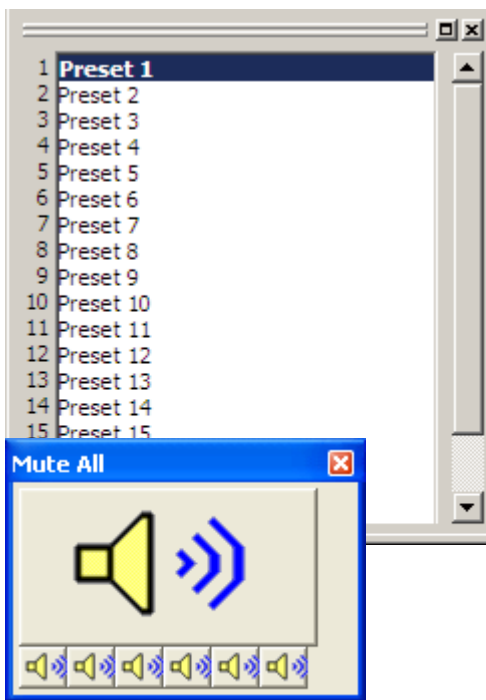 1 Preset 1
2 Preset 2
3 Preset 3
4 Preset 4
5 Preset 5
6 Preset 6
7 Preset 7
8 Preset 8
9 Preset 9
10 Preset 10
11 Preset 11
12 Preset 12
13 Preset 13
14 Preset 14
15 Preset 15
Mute All